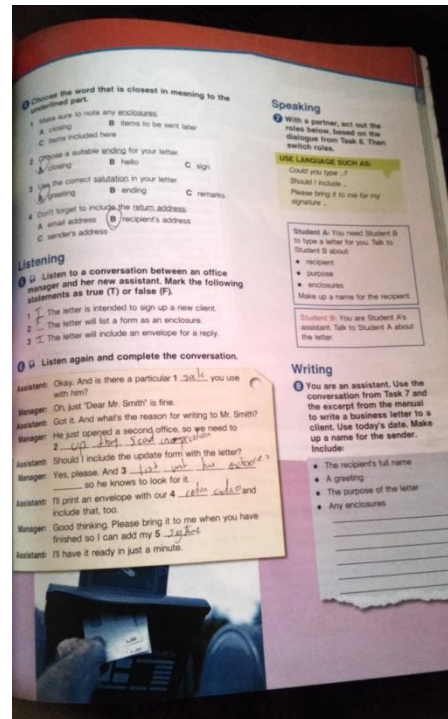 4 Choose the word that is closest in meaning to the
underlined part.
1 Make sure to note any enclosures.
A closing B items to be sent later
C items included here
2 Choose a suitable ending for your letter.
A closing B hello C sign
3 Use the correct salutation in your letter.
A greeting B ending C remarks
4 Don't forget to include the return address.
A email address B recipient's address
C sender's address
Listening
5 Listen to a conversation between an office
manager and her new assistant. Mark the following
statements as true (T) or false (F).
1 T The letter is intended to sign up a new client.
2 F The letter will list a form as an enclosure.
3 T The letter will include an envelope for a reply.
6 Listen again and complete the conversation.
Assistant: Okay. And is there a particular 1 you use
with him?
Manager: Oh, just "Dear Mr. Smith" is fine.
Assistant: Got it. And what's the reason for writing to Mr. Smith?
Manager: He just opened a second office, so we need to
2 up
Assistant: Should I include the update form with the letter?
Manager: Yes, please. And 3
so he knows to look for it.
Assistant: I'll print an envelope with our 4 and
include that, too.
Manager: Good thinking. Please bring it to me when you have
finished so I can add my 5
Assistant: I'll have it ready in just a minute.
Speaking
7 With a partner, act out the
roles below, based on the
dialogue from Task 6. Then
switch roles.
USE LANGUAGE SUCH AS:
Could you type ..?
Should I include ..
Please bring it to me for my
signature ..
Student A: You need Student B
to type a letter for you. Talk to
Student B about:
• recipient
• purpose
• enclosures
Make up a name for the recipient.
Student B: You are Student A's
assistant. Talk to Student A about
the letter.
Writing
8 You are an assistant. Use the
conversation from Task 7 and
the excerpt from the manual
to write a business letter to a
client. Use today's date. Make
up a name for the sender.
Include:
• The recipient's full name
• A greeting
• The purpose of the letter
• Any enclosures